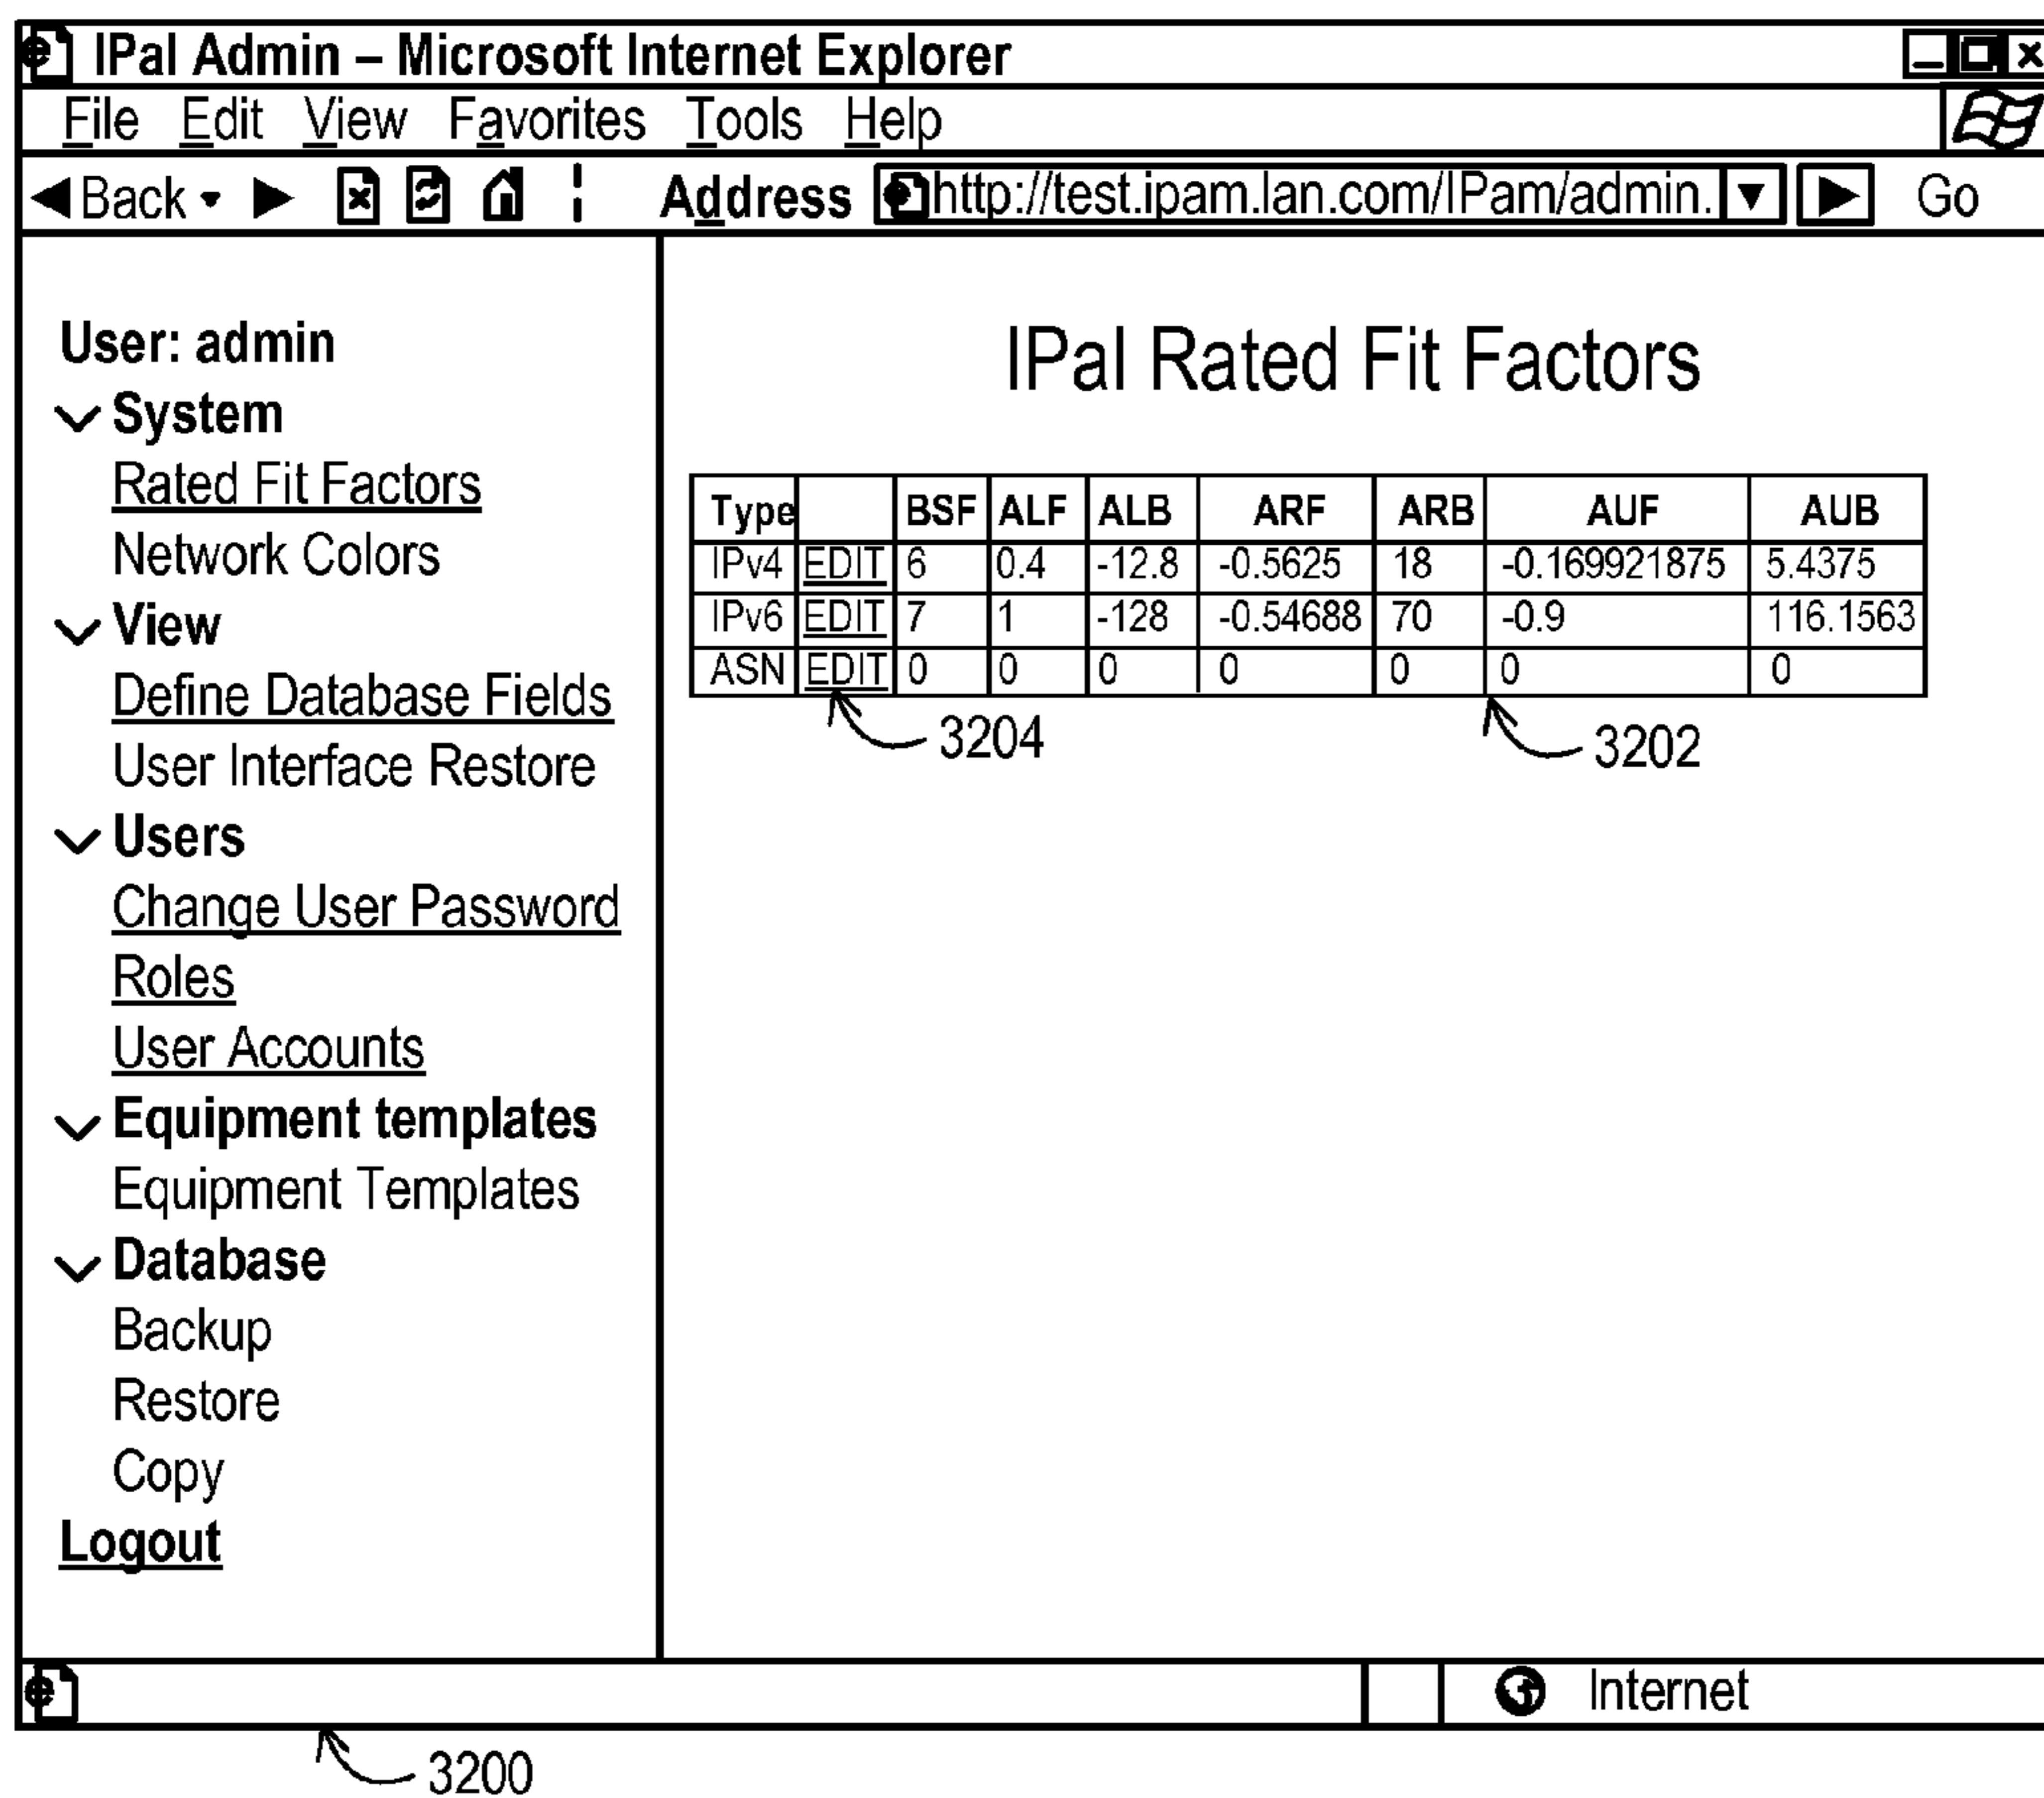 IPal Admin – Microsoft Internet Explorer
File Edit View Favorites Tools Help
Back Address http://test.ipam.lan.com/IPam/admin. Go
User: admin
System
Rated Fit Factors
Network Colors
View
Define Database Fields
User Interface Restore
Users
Change User Password
Roles
User Accounts
Equipment templates
Equipment Templates
Database
Backup
Restore
Copy
Logout
IPal Rated Fit Factors
Type BSF ALF ALB ARF ARB AUF AUB
IPv4 EDIT 6 0.4 -12.8 -0.5625 18 -0.169921875 5.4375
IPv6 EDIT 7 1 -128 -0.54688 70 -0.9 116.1563
ASN EDIT 0 0 0 0 0 0 0
3204 3202
Internet
3200